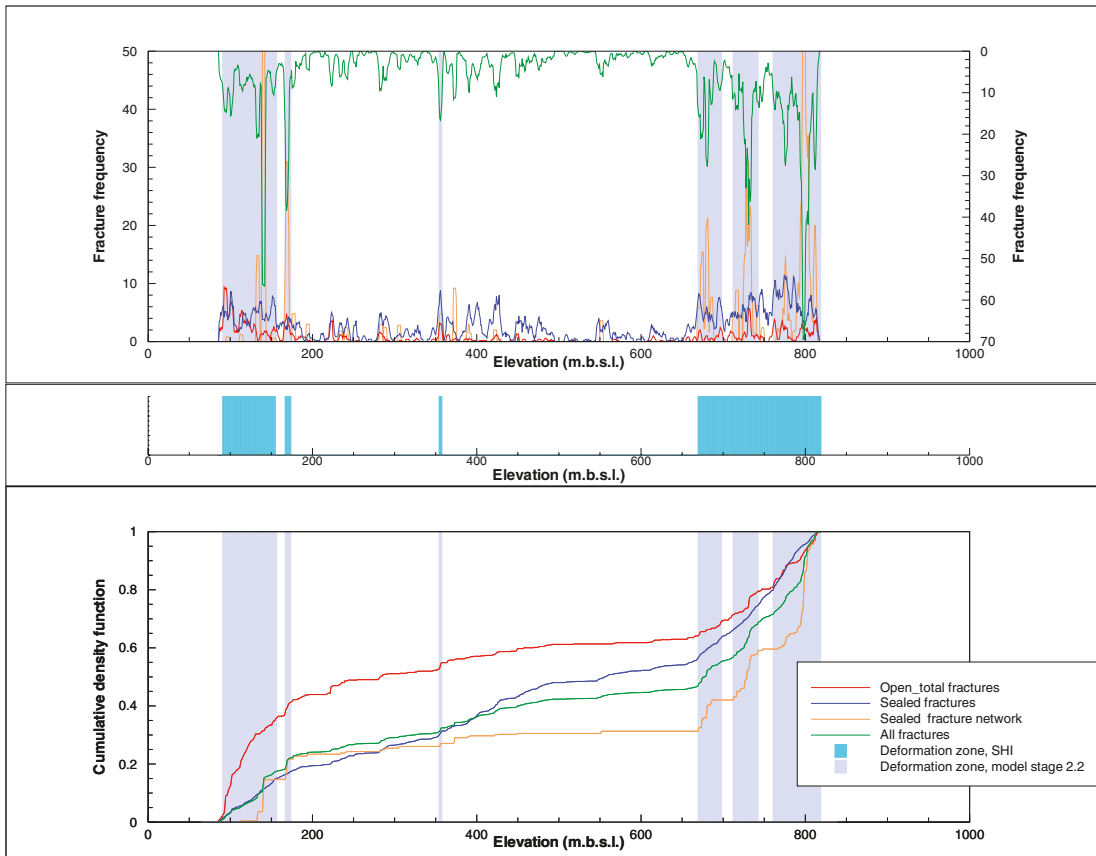 50
40
30
20
10
0
Fracture frequency
0
10
20
30
40
50
60
70
Fracture frequency
0 200 400 600 800 1000
Elevation (m.b.s.l.)
0 200 400 600 800 1000
Elevation (m.b.s.l.)
1
0.8
0.6
0.4
0.2
0
Cumulative density function
0 200 400 600 800 1000
Elevation (m.b.s.l.)
Open_total fractures
Sealed fractures
Sealed fracture network
All fractures
Deformation zone, SHI
Deformation zone, model stage 2.2